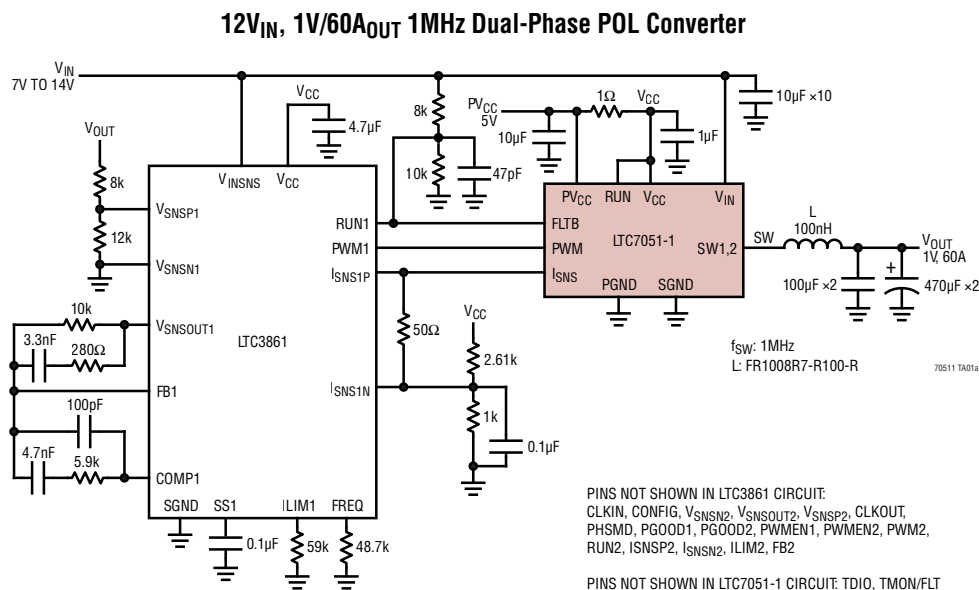 12VIN, 1V/60AOUT 1MHz Dual-Phase POL Converter
VIN
7V TO 14V
VOUT
8k
12k
VCC
4.7µF
8k
10k
47pF
PVCC
5V
10µF
1Ω
VCC
1µF
10µF ×10
VINSNS
VCC
VSNSP1
VSNSN1
VSNSOUT1
FB1
COMP1
LTC3861
RUN1
PWM1
ISNS1P
ISNS1N
SGND
SS1
ILIM1
FREQ
10k
3.3nF
280Ω
100pF
4.7nF
5.9k
0.1µF
59k
48.7k
50Ω
VCC
2.61k
1k
0.1µF
PVCC
RUN
VCC
VIN
FLTB
PWM
ISNS
LTC7051-1
SW1,2
PGND
SGND
SW
L
100nH
VOUT
1V, 60A
100µF ×2
+
470µF ×2
fSW: 1MHz
L: FR1008R7-R100-R
70511 TA01a
PINS NOT SHOWN IN LTC3861 CIRCUIT:
CLKIN, CONFIG, VSNSN2, VSNSOUT2, VSNSP2, CLKOUT,
PHSMD, PGOOD1, PGOOD2, PWMEN1, PWMEN2, PWM2,
RUN2, ISNSP2, ISNSN2, ILIM2, FB2
PINS NOT SHOWN IN LTC7051-1 CIRCUIT: TDIO, TMON/FLT